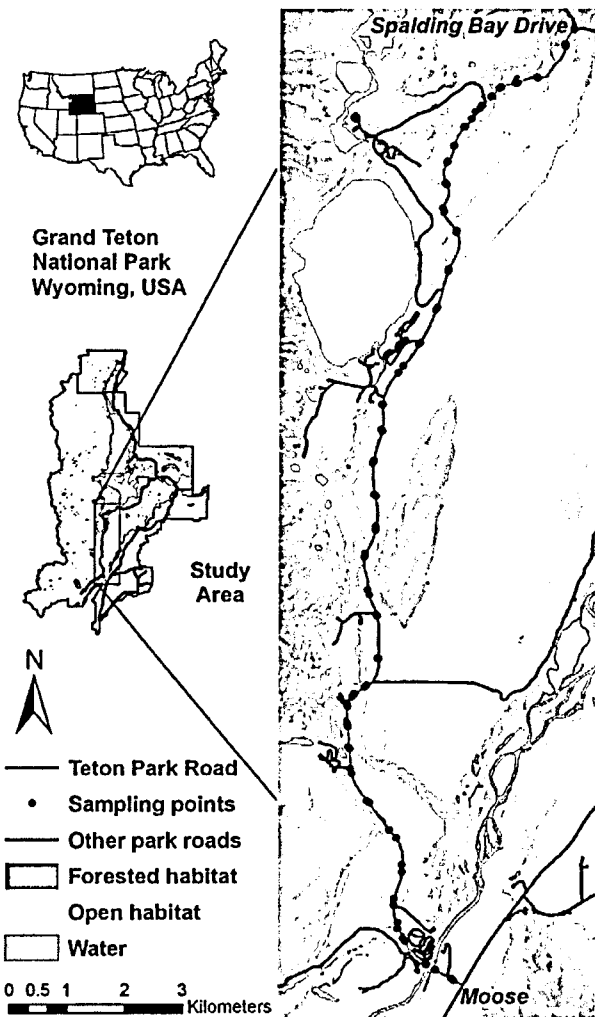 Spalding Bay Drive
Grand Teton
National Park
Wyoming, USA
Study
Area
N
Teton Park Road
Sampling points
Other park roads
Forested habitat
Open habitat
Water
0 0.5 1 2 3
Kilometers
Moose